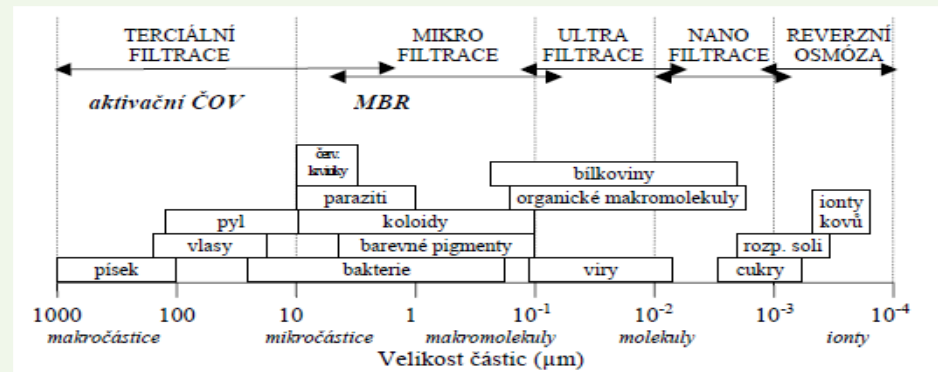 TERCIÁLNÍ FILTRACE
MIKRO FILTRACE
ULTRA FILTRACE
NANO FILTRACE
REVERZNÍ OSMÓZA
aktivační ČOV
MBR
červ. krvinky
bílkoviny
paraziti
organické makromolekuly
ionty kovů
pyl
koloidy
vlasy
barevné pigmenty
rozp. soli
písek
bakterie
viry
cukry
1000 100 10 1 10-1 10-2 10-3 10-4
makročástice mikročástice makromolekuly molekuly ionty
Velikost částic (µm)